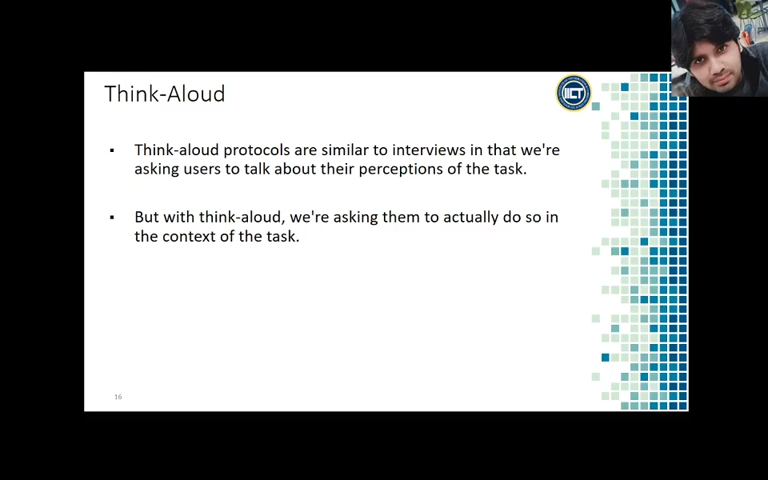 Think-Aloud
IICT
▪ Think-aloud protocols are similar to interviews in that we're
asking users to talk about their perceptions of the task.
▪ But with think-aloud, we're asking them to actually do so in
the context of the task.
16